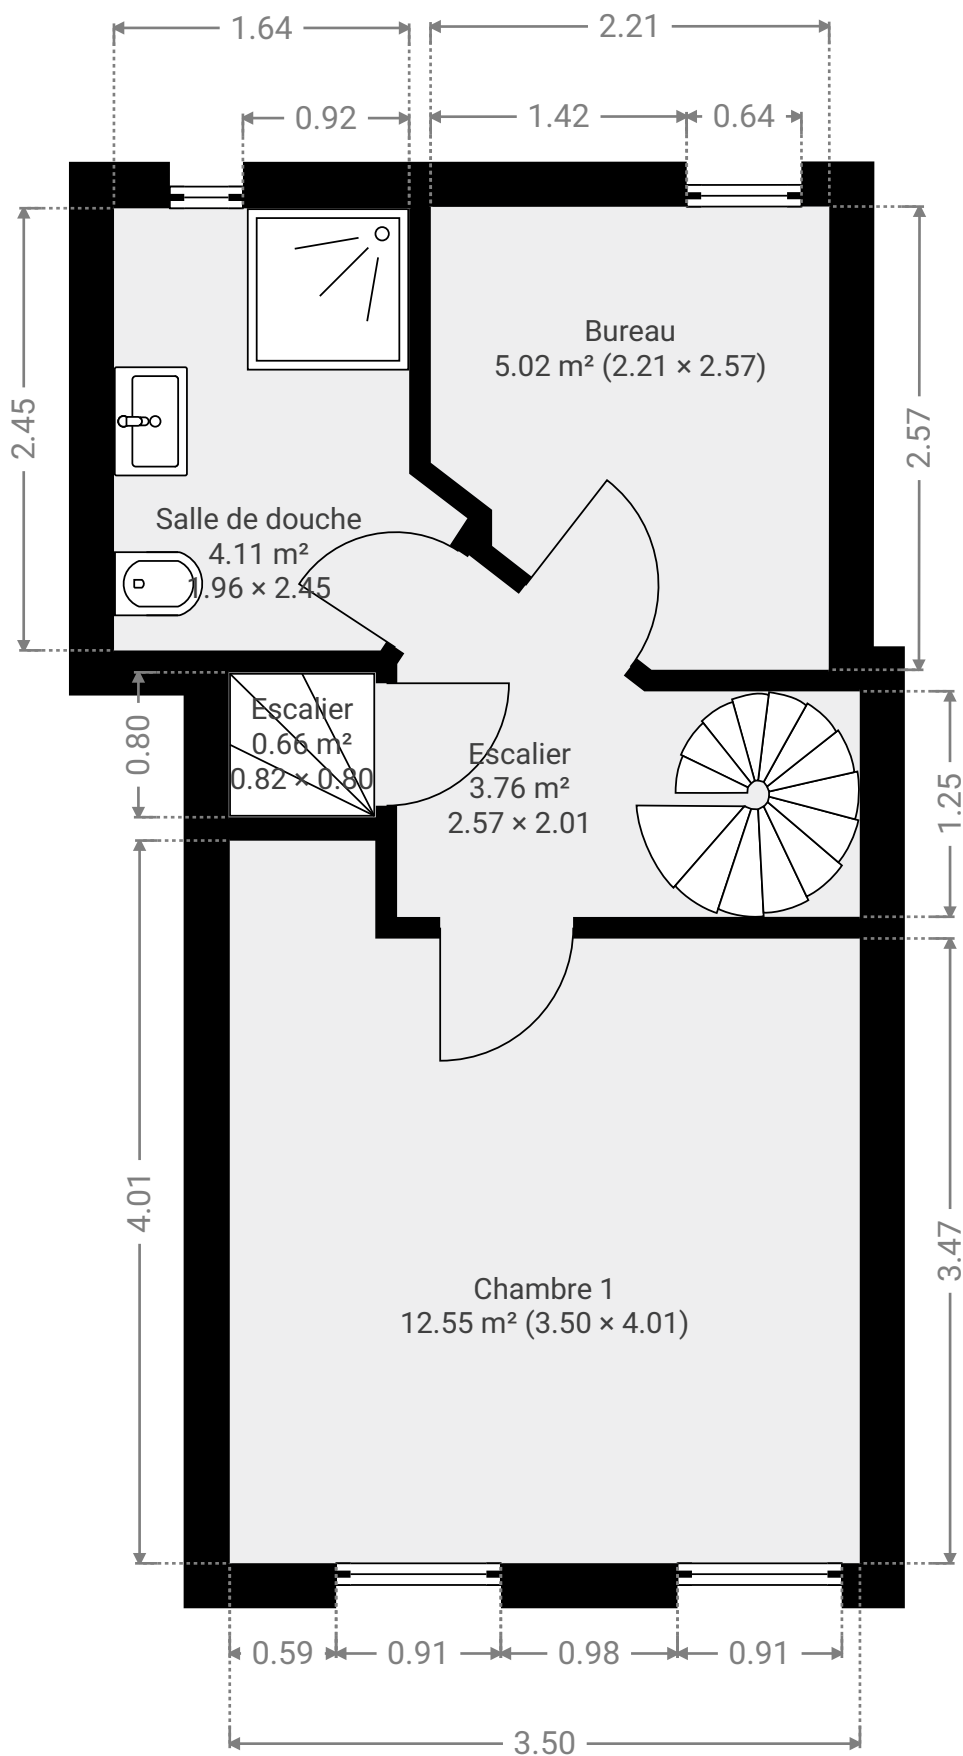 1.64
2.21
0.92
1.42
0.64
Bureau
5.02 m² (2.21 × 2.57)
2.45
2.57
Salle de douche
4.11 m²
1.96 × 2.45
Escalier
0.66 m²
0.82 × 0.80
0.80
Escalier
3.76 m²
2.57 × 2.01
1.25
4.01
3.47
Chambre 1
12.55 m² (3.50 × 4.01)
0.59
0.91
0.98
0.91
3.50